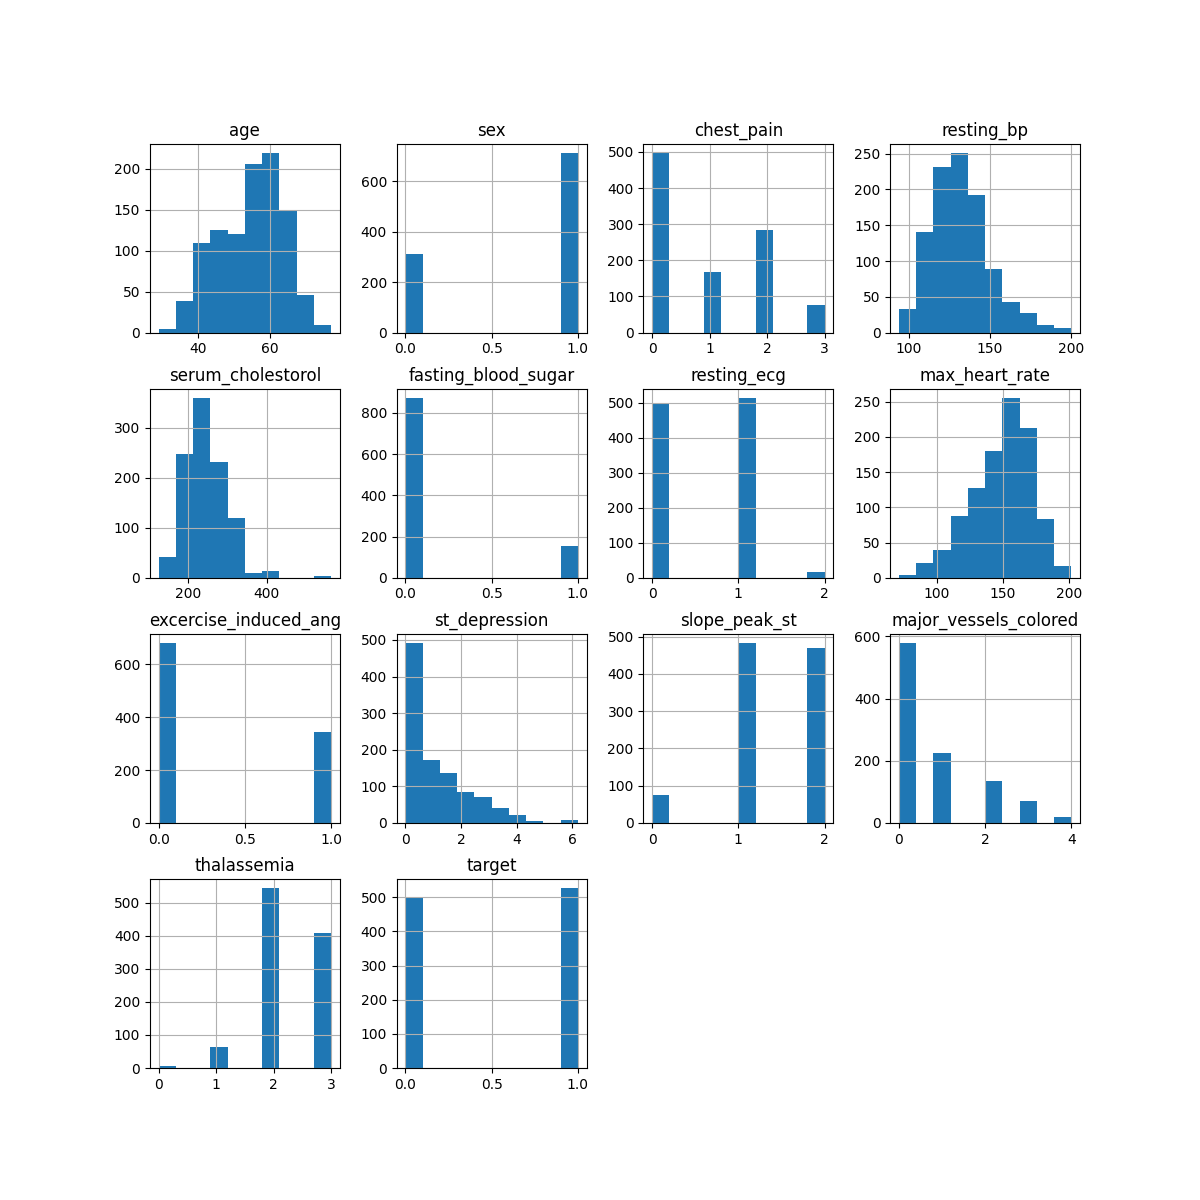 age
sex
chest_pain
resting_bp
200
150
100
50
0
40 60
600
400
200
0
0.0 0.5 1.0
500
400
300
200
100
0
0 1 2 3
250
200
150
100
50
0
100 150 200
serum_cholestorol
fasting_blood_sugar
resting_ecg
max_heart_rate
300
200
100
0
200 400
800
600
400
200
0
0.0 0.5 1.0
500
400
300
200
100
0
0 1 2
250
200
150
100
50
0
100 150 200
excercise_induced_ang
st_depression
slope_peak_st
major_vessels_colored
600
400
200
0
0.0 0.5 1.0
500
400
300
200
100
0
0 2 4 6
500
400
300
200
100
0
0 1 2
600
400
200
0
0 2 4
thalassemia
target
500
400
300
200
100
0
0 1 2 3
500
400
300
200
100
0
0.0 0.5 1.0